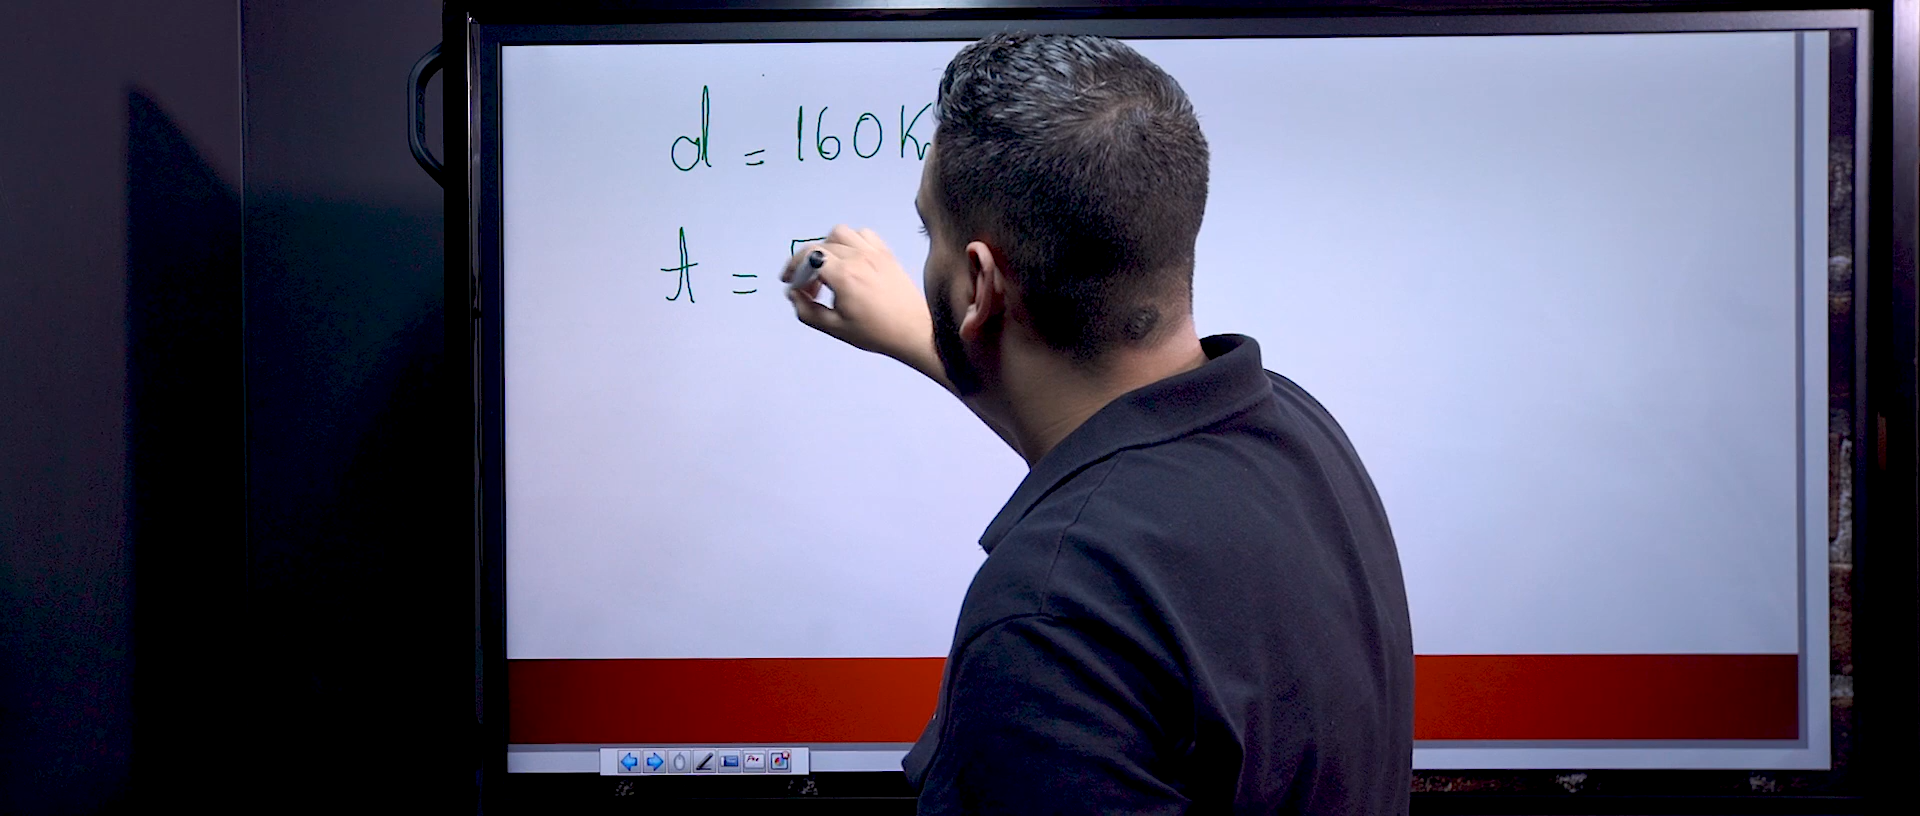 d = 160 K
t =